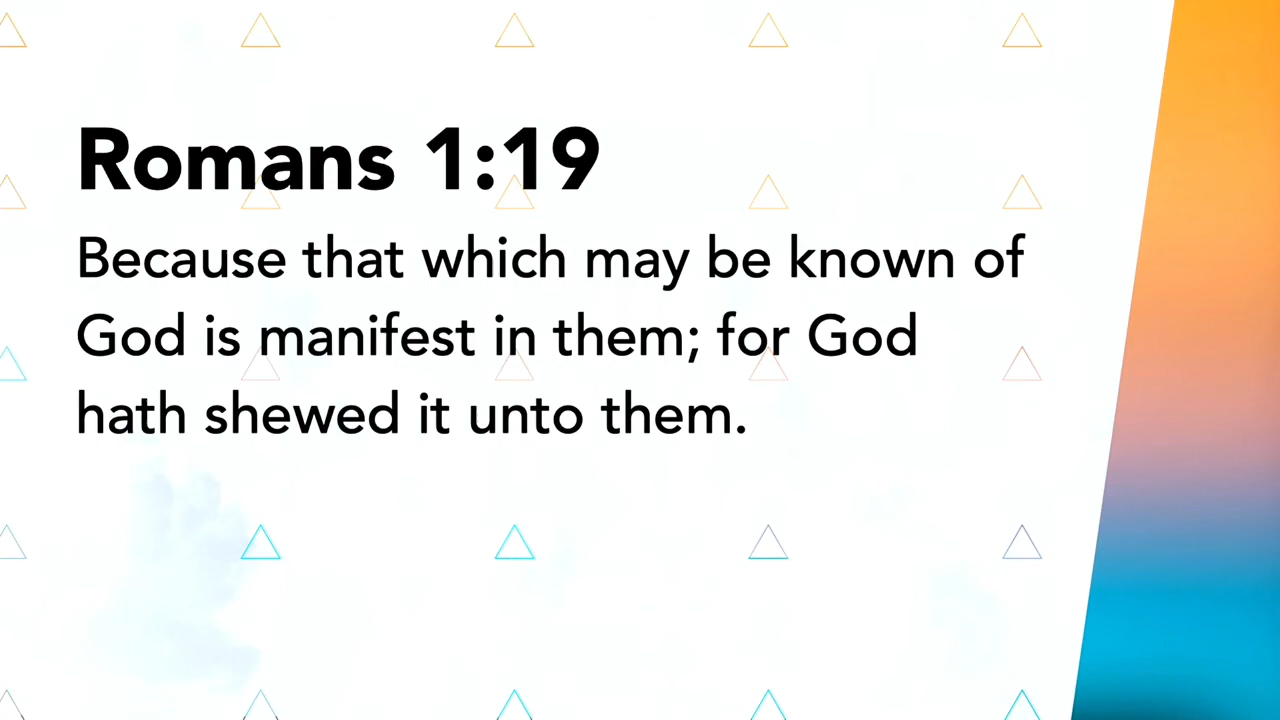 Romans 1:19
Because that which may be known of
God is manifest in them; for God
hath shewed it unto them.